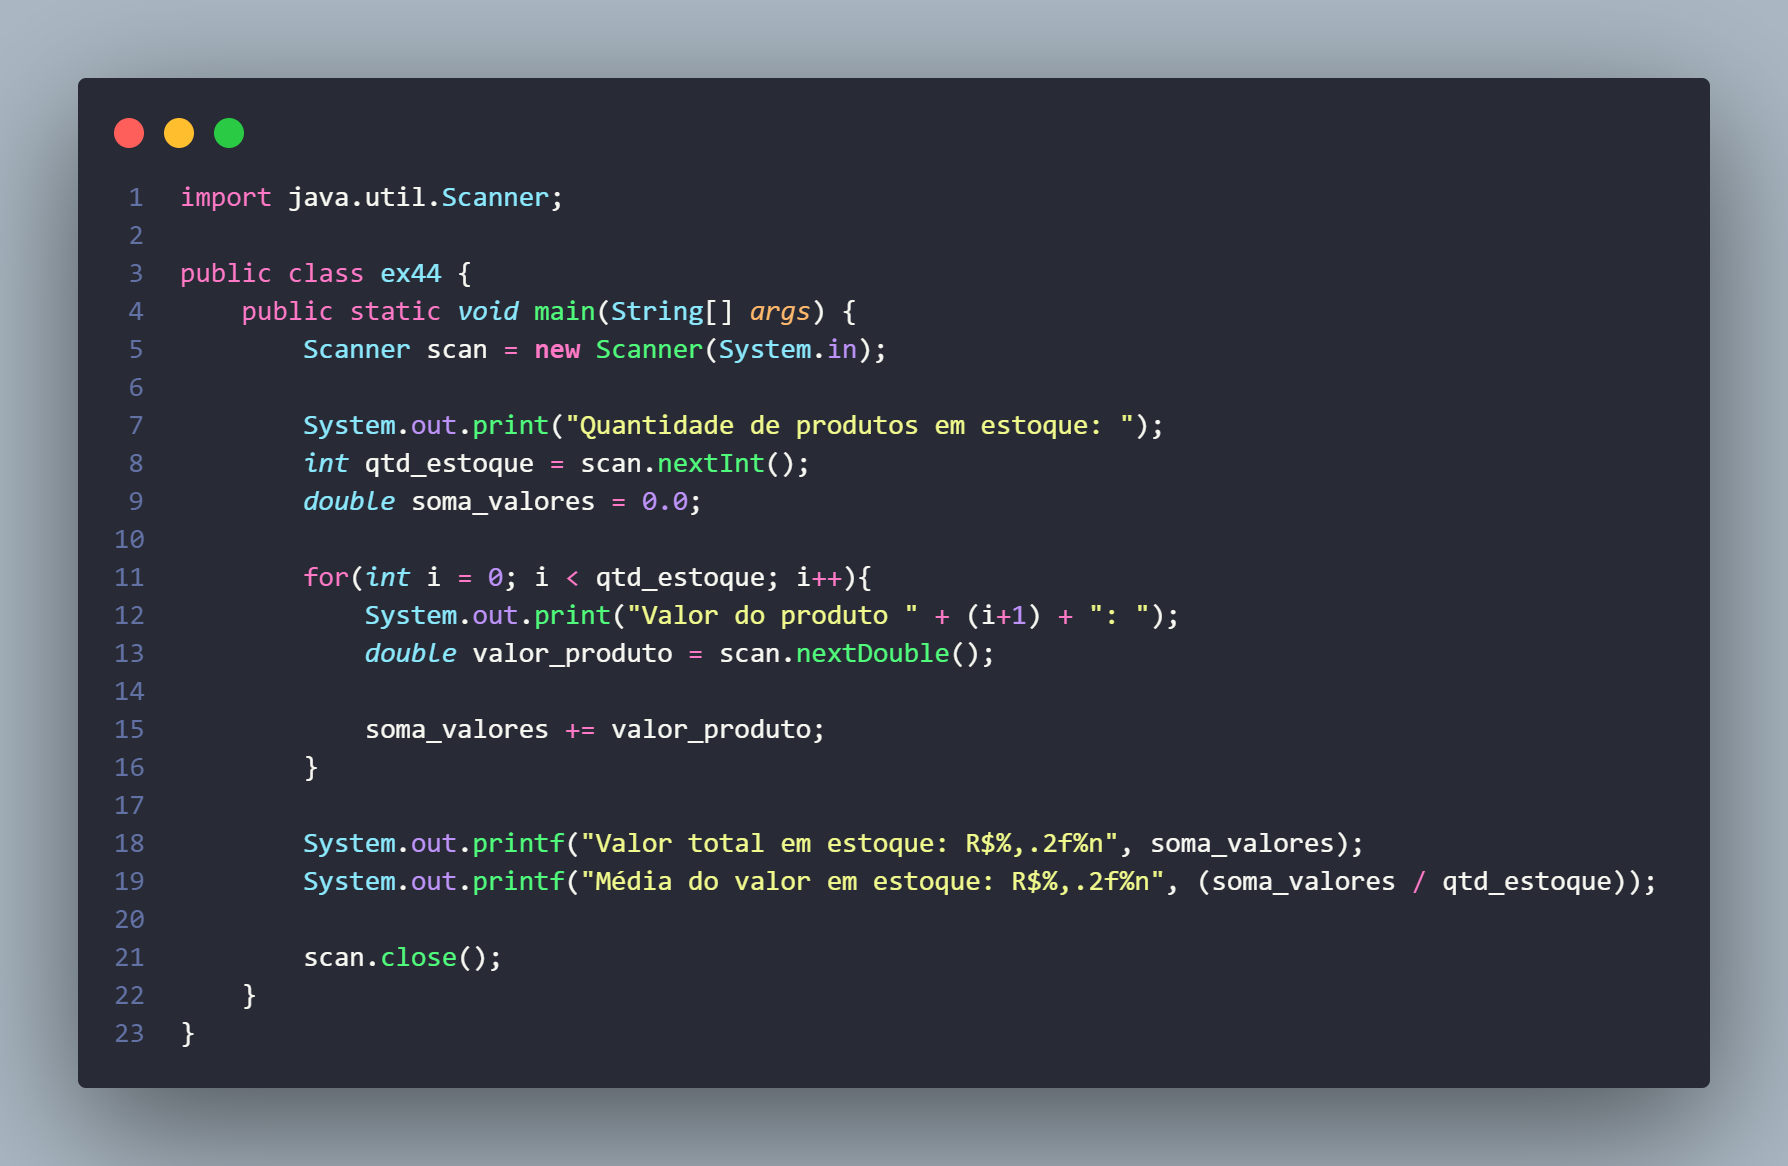 1 import java.util.Scanner;
2
3 public class ex44 {
4     public static void main(String[] args) {
5         Scanner scan = new Scanner(System.in);
6
7         System.out.print("Quantidade de produtos em estoque: ");
8         int qtd_estoque = scan.nextInt();
9         double soma_valores = 0.0;
10
11         for(int i = 0; i < qtd_estoque; i++){
12             System.out.print("Valor do produto " + (i+1) + ": ");
13             double valor_produto = scan.nextDouble();
14
15             soma_valores += valor_produto;
16         }
17
18         System.out.printf("Valor total em estoque: R$%,.2f%n", soma_valores);
19         System.out.printf("Média do valor em estoque: R$%,.2f%n", (soma_valores / qtd_estoque));
20
21         scan.close();
22     }
23 }